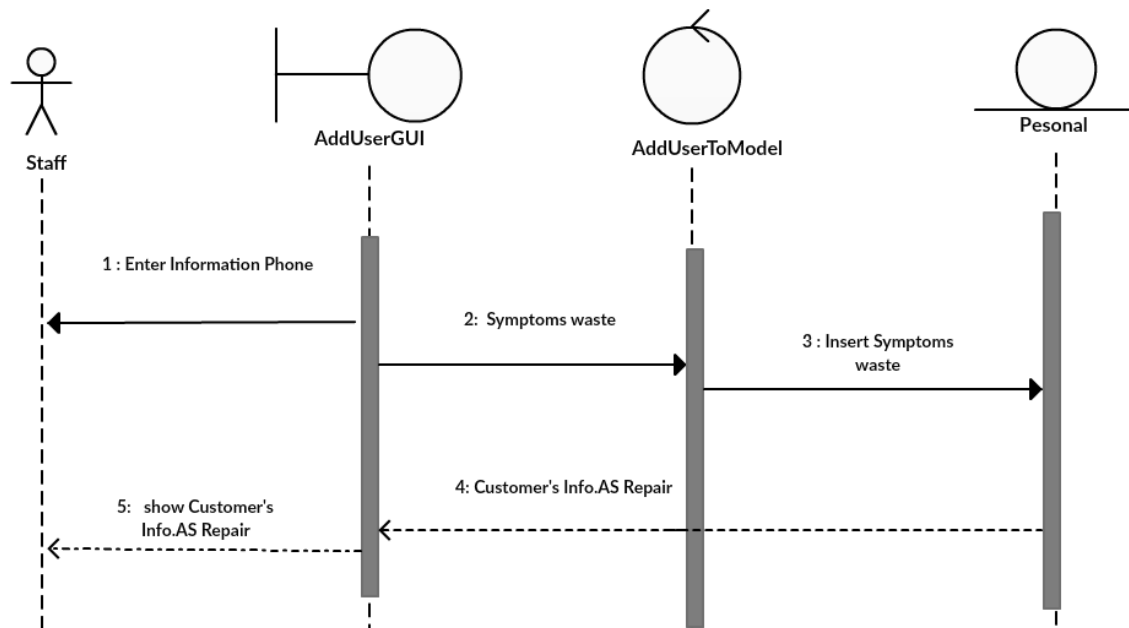 AddUserGUI
Pesonal
AddUserToModel
Staff
1 : Enter Information Phone
2: Symptoms waste
3 : Insert Symptoms
waste
4: Customer's Info.AS Repair
5: show Customer's
Info.AS Repair